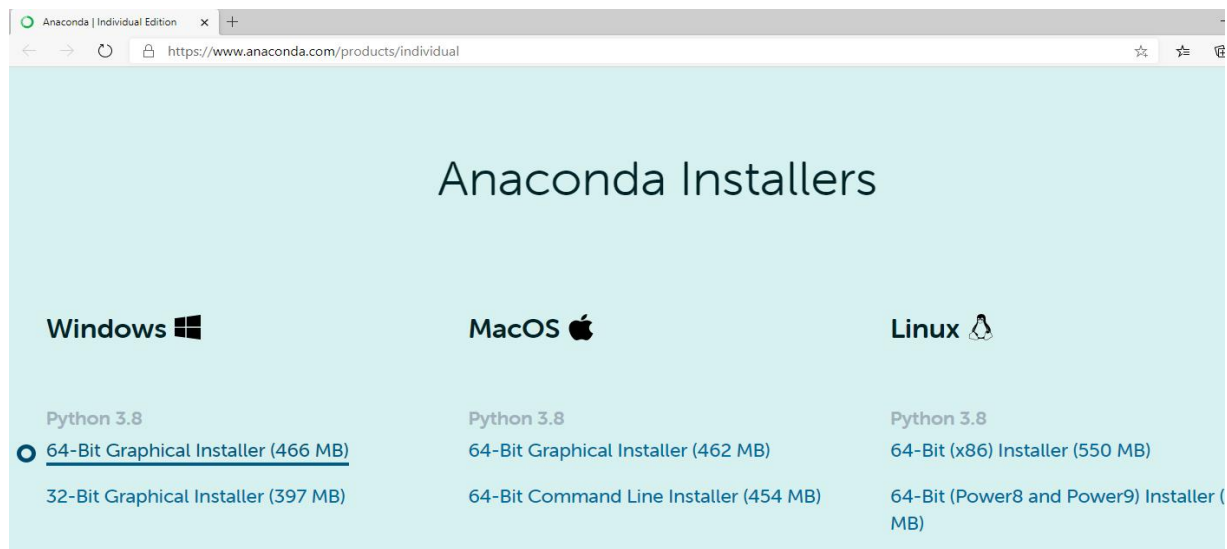 Anaconda | Individual Edition
https://www.anaconda.com/products/individual
Anaconda Installers
Windows
MacOS
Linux
Python 3.8
64-Bit Graphical Installer (466 MB)
32-Bit Graphical Installer (397 MB)
Python 3.8
64-Bit Graphical Installer (462 MB)
64-Bit Command Line Installer (454 MB)
Python 3.8
64-Bit (x86) Installer (550 MB)
64-Bit (Power8 and Power9) Installer (
MB)